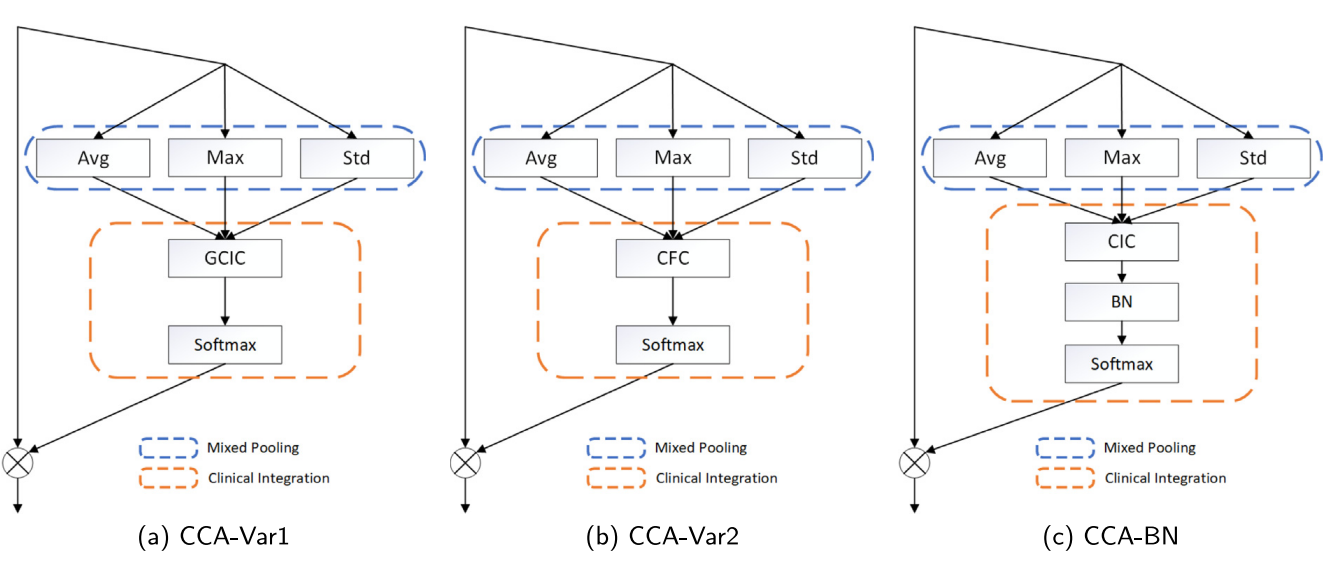 Avg Max Std
GCIC
Softmax
Mixed Pooling
Clinical Integration
(a) CCA-Var1
Avg Max Std
CFC
Softmax
Mixed Pooling
Clinical Integration
(b) CCA-Var2
Avg Max Std
CIC
BN
Softmax
Mixed Pooling
Clinical Integration
(c) CCA-BN